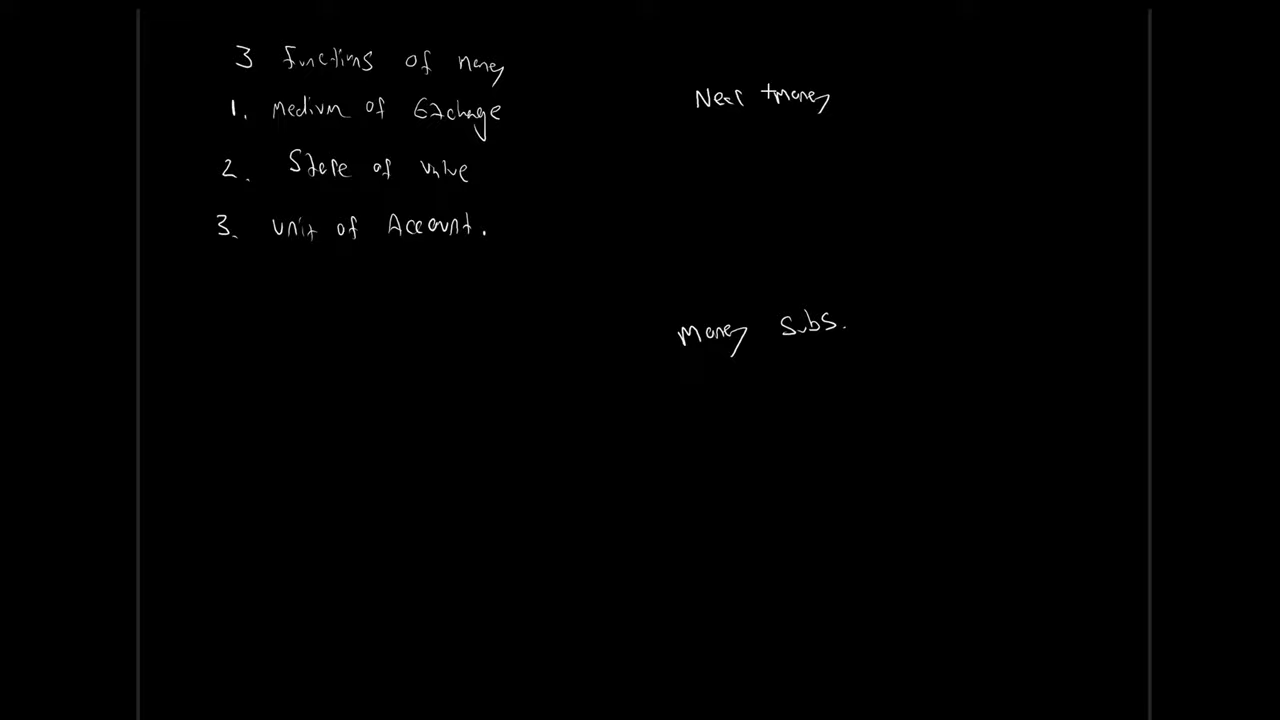 3 functions of money
1. Medium of Exchange
2. Store of value
3. Unit of Account.
Near money
Money Subs.